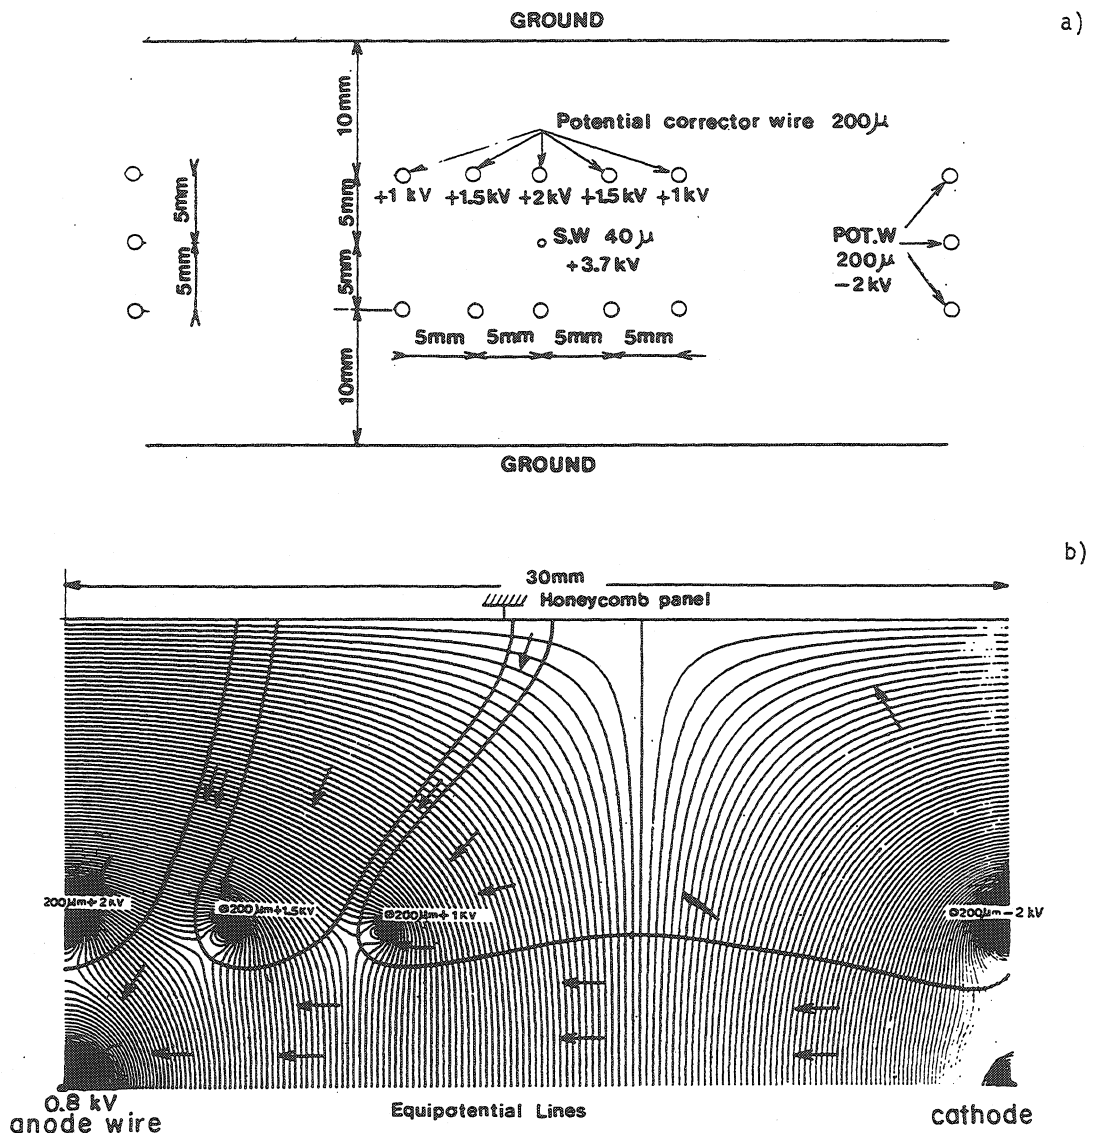 GROUND
a)
10mm
Potential corrector wire 200μ
+1 kV +1.5kV +2kV +1.5kV +1kV
5mm
5mm
S.W 40μ
+3.7kV
POT.W
200μ
-2kV
5mm
5mm
5mm 5mm 5mm 5mm
10mm
GROUND
b)
30mm
Honeycomb panel
200μm+2kV
@200μm+1.5kV
@200μm+1kV
@200μm-2kV
0.8 kV
anode wire
Equipotential Lines
cathode